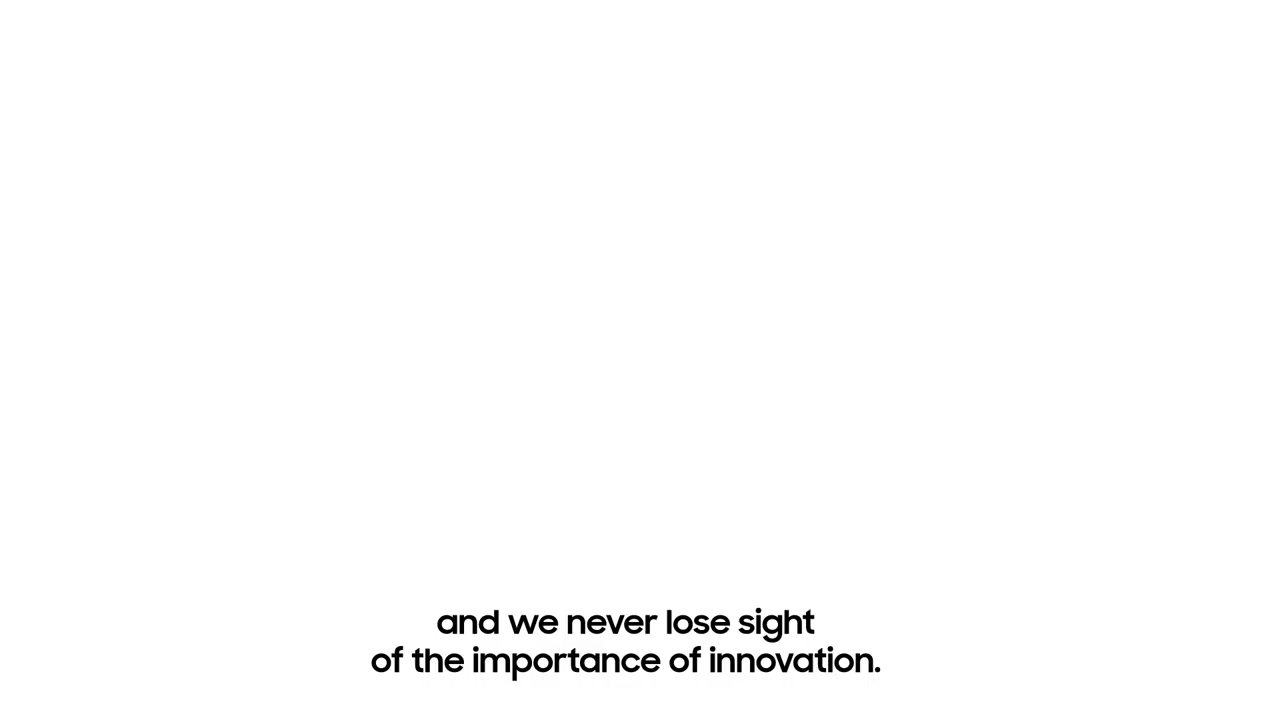 and we never lose sight
of the importance of innovation.